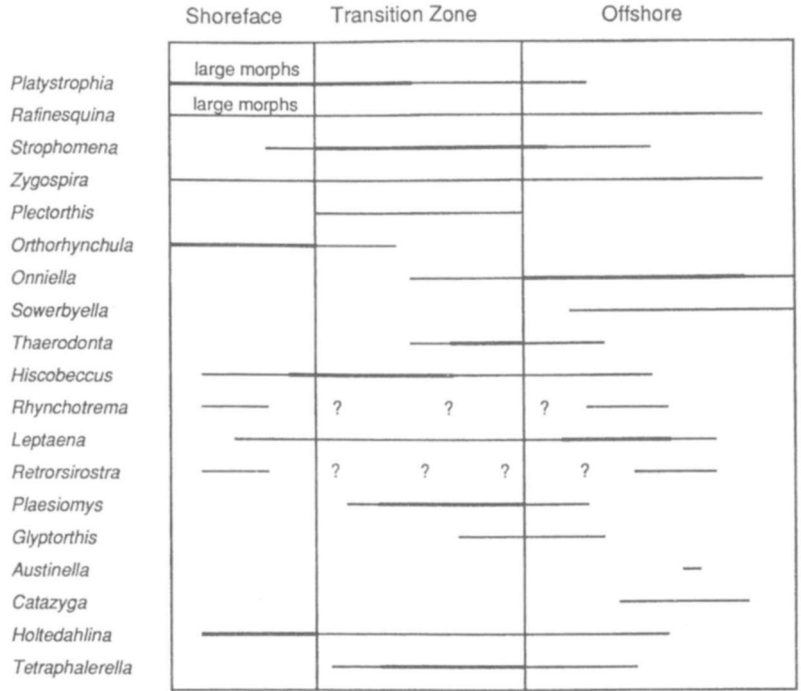 Shoreface Transition Zone Offshore
Platystrophia large morphs
Rafinesquina large morphs
Strophomena
Zygospira
Plectorthis
Orthorhynchula
Onniella
Sowerbyella
Thaerodonta
Hiscobeccus
Rhynchotrema ? ? ?
Leptaena
Retrorsirostra ? ? ? ?
Plaesiomys
Glyptorthis
Austinella
Catazyga
Holtedahlina
Tetraphalerella